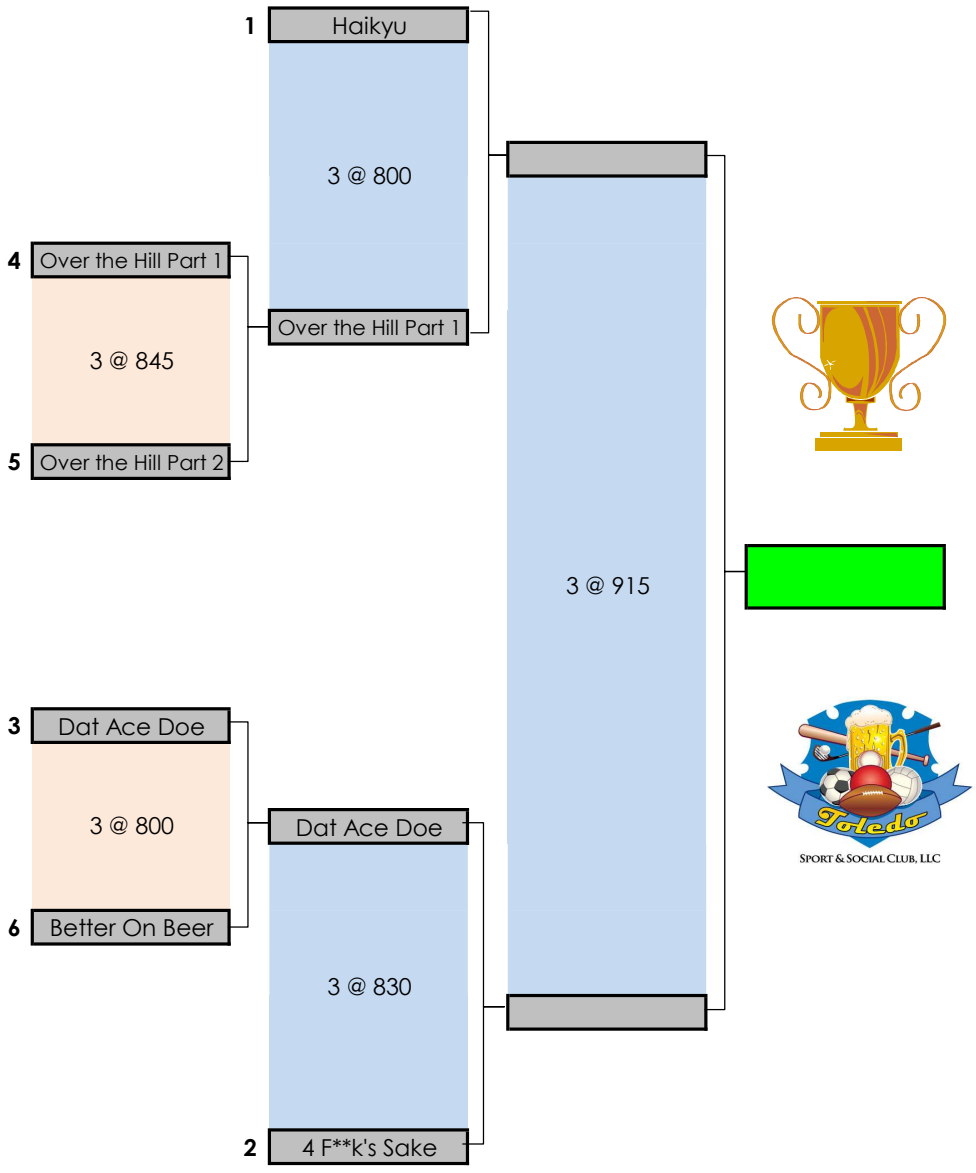 1 Haikyu
3 @ 800
4 Over the Hill Part 1
Over the Hill Part 1
3 @ 845
5 Over the Hill Part 2
3 @ 915
3 Dat Ace Doe
3 @ 800
Dat Ace Doe
6 Better On Beer
3 @ 830
2 4 F**k's Sake
Toledo
SPORT & SOCIAL CLUB, LLC